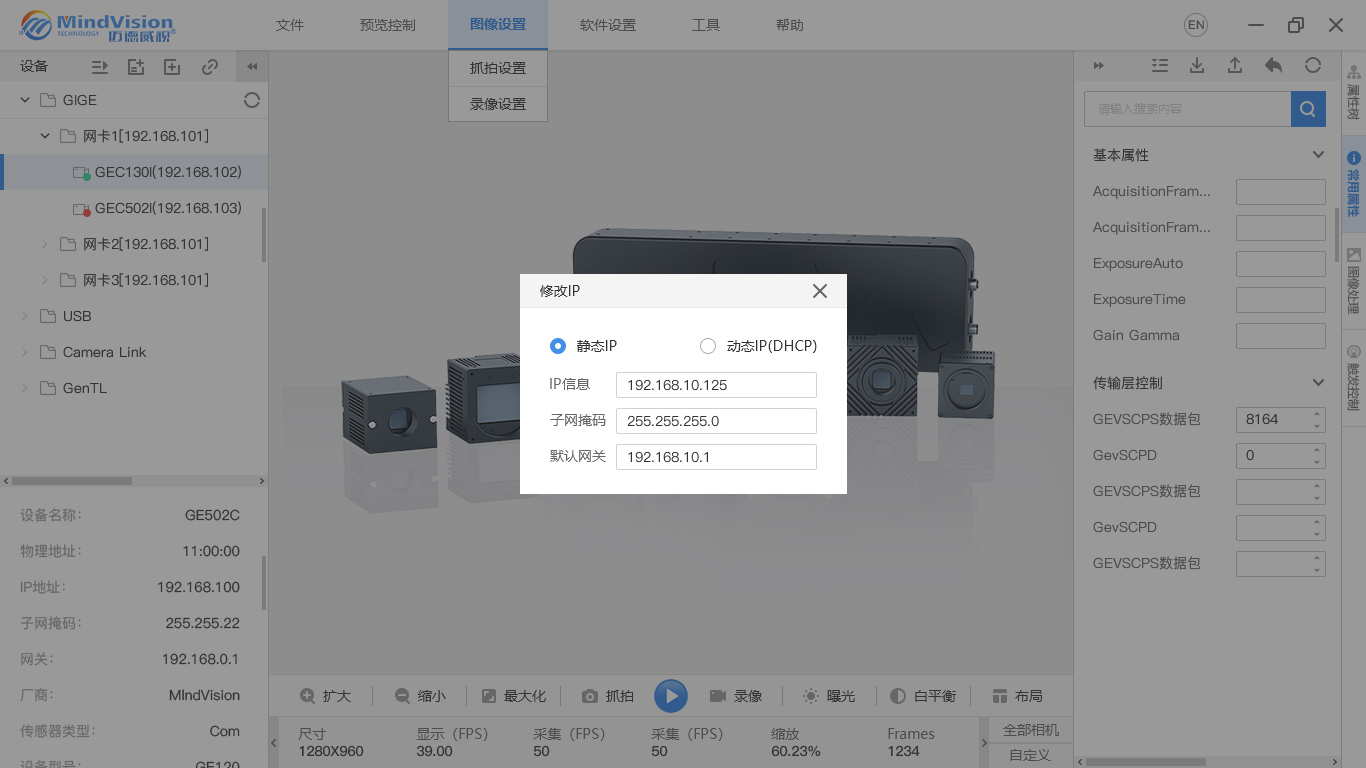 MindVision
TECHNOLOGY 迈德威视®
文件 预览控制 图像设置 软件设置 工具 帮助 EN
抓拍设置
录像设置
设备
GIGE
网卡1[192.168.101]
GEC130I(192.168.102)
GEC502I(192.168.103)
网卡2[192.168.101]
网卡3[192.168.101]
USB
Camera Link
GenTL
设备名称: GE502C
物理地址: 11:00:00
IP地址: 192.168.100
子网掩码: 255.255.22
网关: 192.168.0.1
厂商: MIndVision
传感器类型: Com
设备型号: GE120
修改IP
静态IP 动态IP(DHCP)
IP信息 192.168.10.125
子网掩码 255.255.255.0
默认网关 192.168.10.1
扩大 缩小 最大化 抓拍 录像 曝光 白平衡 布局
尺寸 显示（FPS） 采集（FPS） 采集（FPS） 缩放 Frames
1280X960 39.00 50 50 60.23% 1234
全部相机
自定义
请输入搜索内容
基本属性
AcquisitionFram...
AcquisitionFram...
ExposureAuto
ExposureTime
Gain Gamma
传输层控制
GEVSCPS数据包 8164
GevSCPD 0
GEVSCPS数据包
GevSCPD
GEVSCPS数据包
属性树
常用属性
图像处理
触发控制